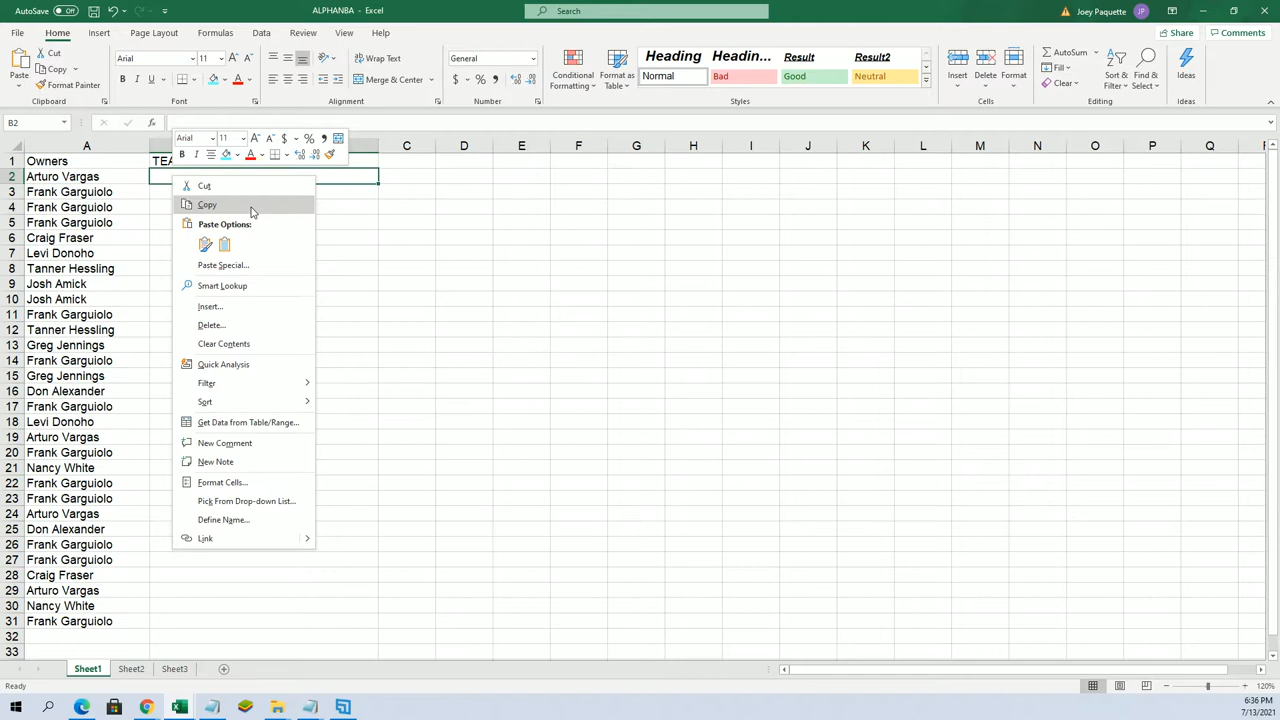 AutoSave Off
ALPHANBA - Excel
Search
Joey Paquette JP
File Home Insert Page Layout Formulas Data Review View Help
Share Comments
Paste
Cut
Copy
Format Painter
Clipboard
Arial 11
B I U
Font
Wrap Text
Merge & Center
Alignment
General
$ % ,
Number
Conditional Formatting
Format as Table
Heading Headin... Result Result2
Normal Bad Good Neutral
Styles
Insert Delete Format
Cells
AutoSum
Fill
Clear
Sort & Filter
Find & Select
Editing
Ideas
Ideas
B2 fx
Arial 11 $ % ,
B I
A C D E F G H I J K L M N O P Q
1 Owners TEA
2 Arturo Vargas
3 Frank Garguiolo
4 Frank Garguiolo
5 Frank Garguiolo
6 Craig Fraser
7 Levi Donoho
8 Tanner Hessling
9 Josh Amick
10 Josh Amick
11 Frank Garguiolo
12 Tanner Hessling
13 Greg Jennings
14 Frank Garguiolo
15 Greg Jennings
16 Don Alexander
17 Frank Garguiolo
18 Levi Donoho
19 Arturo Vargas
20 Frank Garguiolo
21 Nancy White
22 Frank Garguiolo
23 Frank Garguiolo
24 Arturo Vargas
25 Don Alexander
26 Frank Garguiolo
27 Frank Garguiolo
28 Craig Fraser
29 Arturo Vargas
30 Nancy White
31 Frank Garguiolo
32
33
Cut
Copy
Paste Options:
Paste Special...
Smart Lookup
Insert...
Delete...
Clear Contents
Quick Analysis
Filter
Sort
Get Data from Table/Range...
New Comment
New Note
Format Cells...
Pick From Drop-down List...
Define Name...
Link
Sheet1 Sheet2 Sheet3
Ready
120%
6:36 PM
7/13/2021